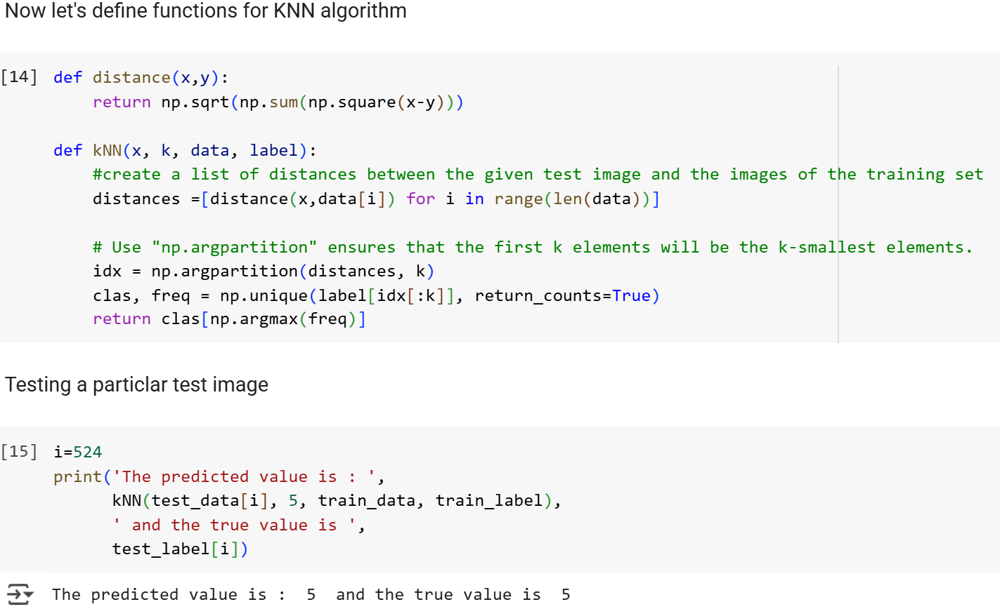 Now let's define functions for KNN algorithm
[14] def distance(x,y):
    return np.sqrt(np.sum(np.square(x-y)))
def kNN(x, k, data, label):
    #create a list of distances between the given test image and the images of the training set
    distances =[distance(x,data[i]) for i in range(len(data))]
    # Use "np.argpartition" ensures that the first k elements will be the k-smallest elements.
    idx = np.argpartition(distances, k)
    clas, freq = np.unique(label[idx[:k]], return_counts=True)
    return clas[np.argmax(freq)]
Testing a particlar test image
[15] i=524
print('The predicted value is : ',
      kNN(test_data[i], 5, train_data, train_label),
      ' and the true value is ',
      test_label[i])
The predicted value is :  5  and the true value is  5